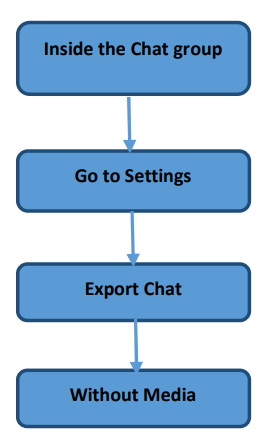 Inside the Chat group
Go to Settings
Export Chat
Without Media